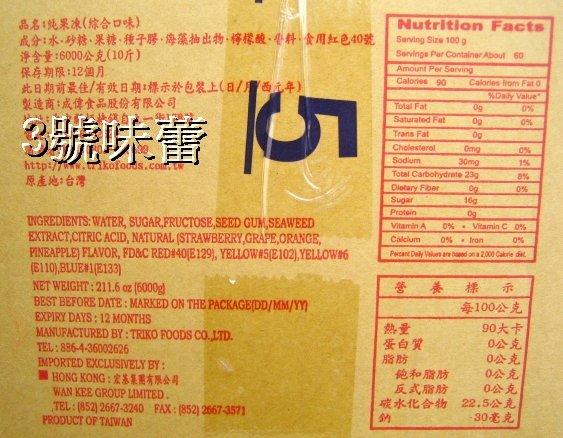 品名:純果凍(綜合口味)
成分:水、砂糖、果糖、種子膠、海藻抽出物、檸檬酸、香料、食用紅色40號
淨含量:6000公克(10斤)
保存期限:12個月
此日期前最佳/有效日期:標示於包裝上(日/月/西元年)
製造商:成偉食品股份有限公司
3號味蕾
http://www.trikofoods.com.tw
原產地:台灣
5
INGREDIENTS:WATER, SUGAR,FRUCTOSE,SEED GUM,SEAWEED
EXTRACT,CITRIC ACID, NATURAL (STRAWBERRY,GRAPE,ORANGE,
PINEAPPLE) FLAVOR, FD&C RED#40(E129), YELLOW#5(E102),YELLOW#6
(E110),BLUE#1(E133)
NET WEIGHT : 211.6 oz (6000g)
BEST BEFORE DATE : MARKED ON THE PACKAGE(DD/MM/YY)
EXPIRY DAYS : 12 MONTHS
MANUFACTURED BY : TRIKO FOODS CO.,LTD.
TEL : 886-4-36002626
IMPORTED EXCLUSIVELY BY :
HONG KONG : 宏基集團有限公司
WAN KEE GROUP LIMITED .
TEL : (852) 2667-3240 FAX : (852) 2667-3571
PRODUCT OF TAIWAN
Nutrition Facts
Serving Size 100 g
Servings Per Container About 60
Amount Per Serving
Calories 90 Calories from Fat 0
%Daily Value*
Total Fat 0g 0%
Saturated Fat 0g 0%
Trans Fat 0g
Cholesterol 0mg 0%
Sodium 30mg 1%
Total Carbohydrate 23g 8%
Dietary Fiber 0g 0%
Sugar 16g
Protein 0g
Vitamin A 0% • Vitamin C 0%
Calcium 0% • Iron 0%
Percent Daily Values are based on a 2,000 Calorie diet.
營養標示
每100公克
熱量 90大卡
蛋白質 0公克
脂肪 0公克
飽和脂肪 0公克
反式脂肪 0公克
碳水化合物 22.5公克
鈉 30毫克